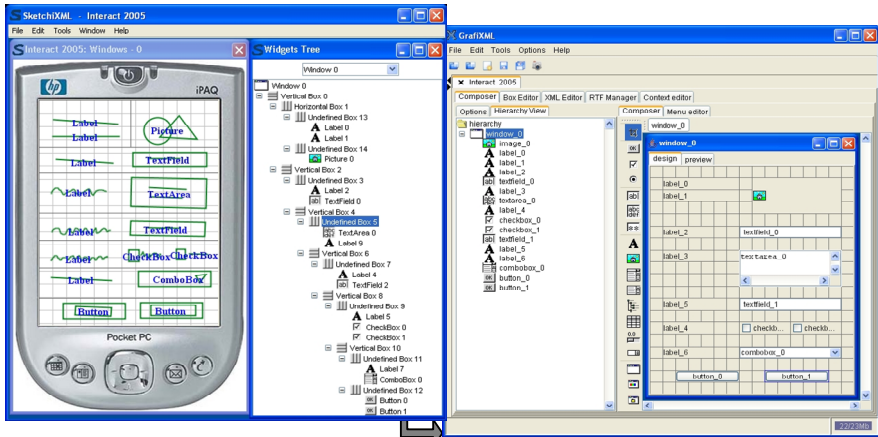 SketchiXML - Interact 2005
File Edit Tools Window Help
Interact 2005: Windows - 0
hp
iPAQ
Label
Label
Picture
Label
TextField
Label
TextArea
Label
TextField
Label
CheckBox
CheckBox
Label
ComboBox
Button
Button
Pocket PC
Widgets Tree
Window 0
Window 0
Vertical Box 0
Horizontal Box 1
Undefined Box 13
Label 0
Label 1
Undefined Box 14
Picture 0
Vertical Box 2
Undefined Box 3
Label 2
TextField 0
Vertical Box 4
Undefined Box 5
TextArea 0
Label 9
Vertical Box 6
Undefined Box 7
Label 4
TextField 2
Vertical Box 8
Undefined Box 9
Label 5
CheckBox 0
CheckBox 1
Vertical Box 10
Undefined Box 11
Label 7
ComboBox 0
Undefined Box 12
Button 0
Button 1
GrafiXML
File Edit Tools Options Help
Interact 2005
Composer Box Editor XML Editor RTF Manager Context editor
Options Hierarchy View
hierarchy
window_0
image_0
label_0
label_1
label_2
textfield_0
label_3
textarea_0
label_4
checkbox_0
checkbox_1
textfield_1
label_5
label_6
combobox_0
button_0
button_1
Composer Menu editor
window_0
window_0
design preview
label_0
label_1
label_2 textfield_0
label_3 textarea_0
label_5 textfield_1
label_4 checkb... checkb...
label_6 combobox_0
button_0 button_1
22/23Mb